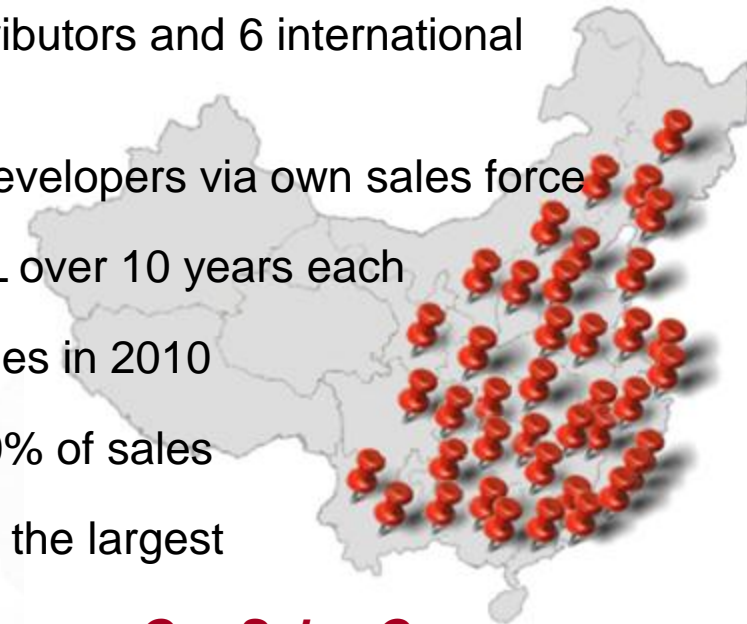 ributors and 6 international
evelopers via own sales force
over 10 years each
es in 2010
% of sales
the largest